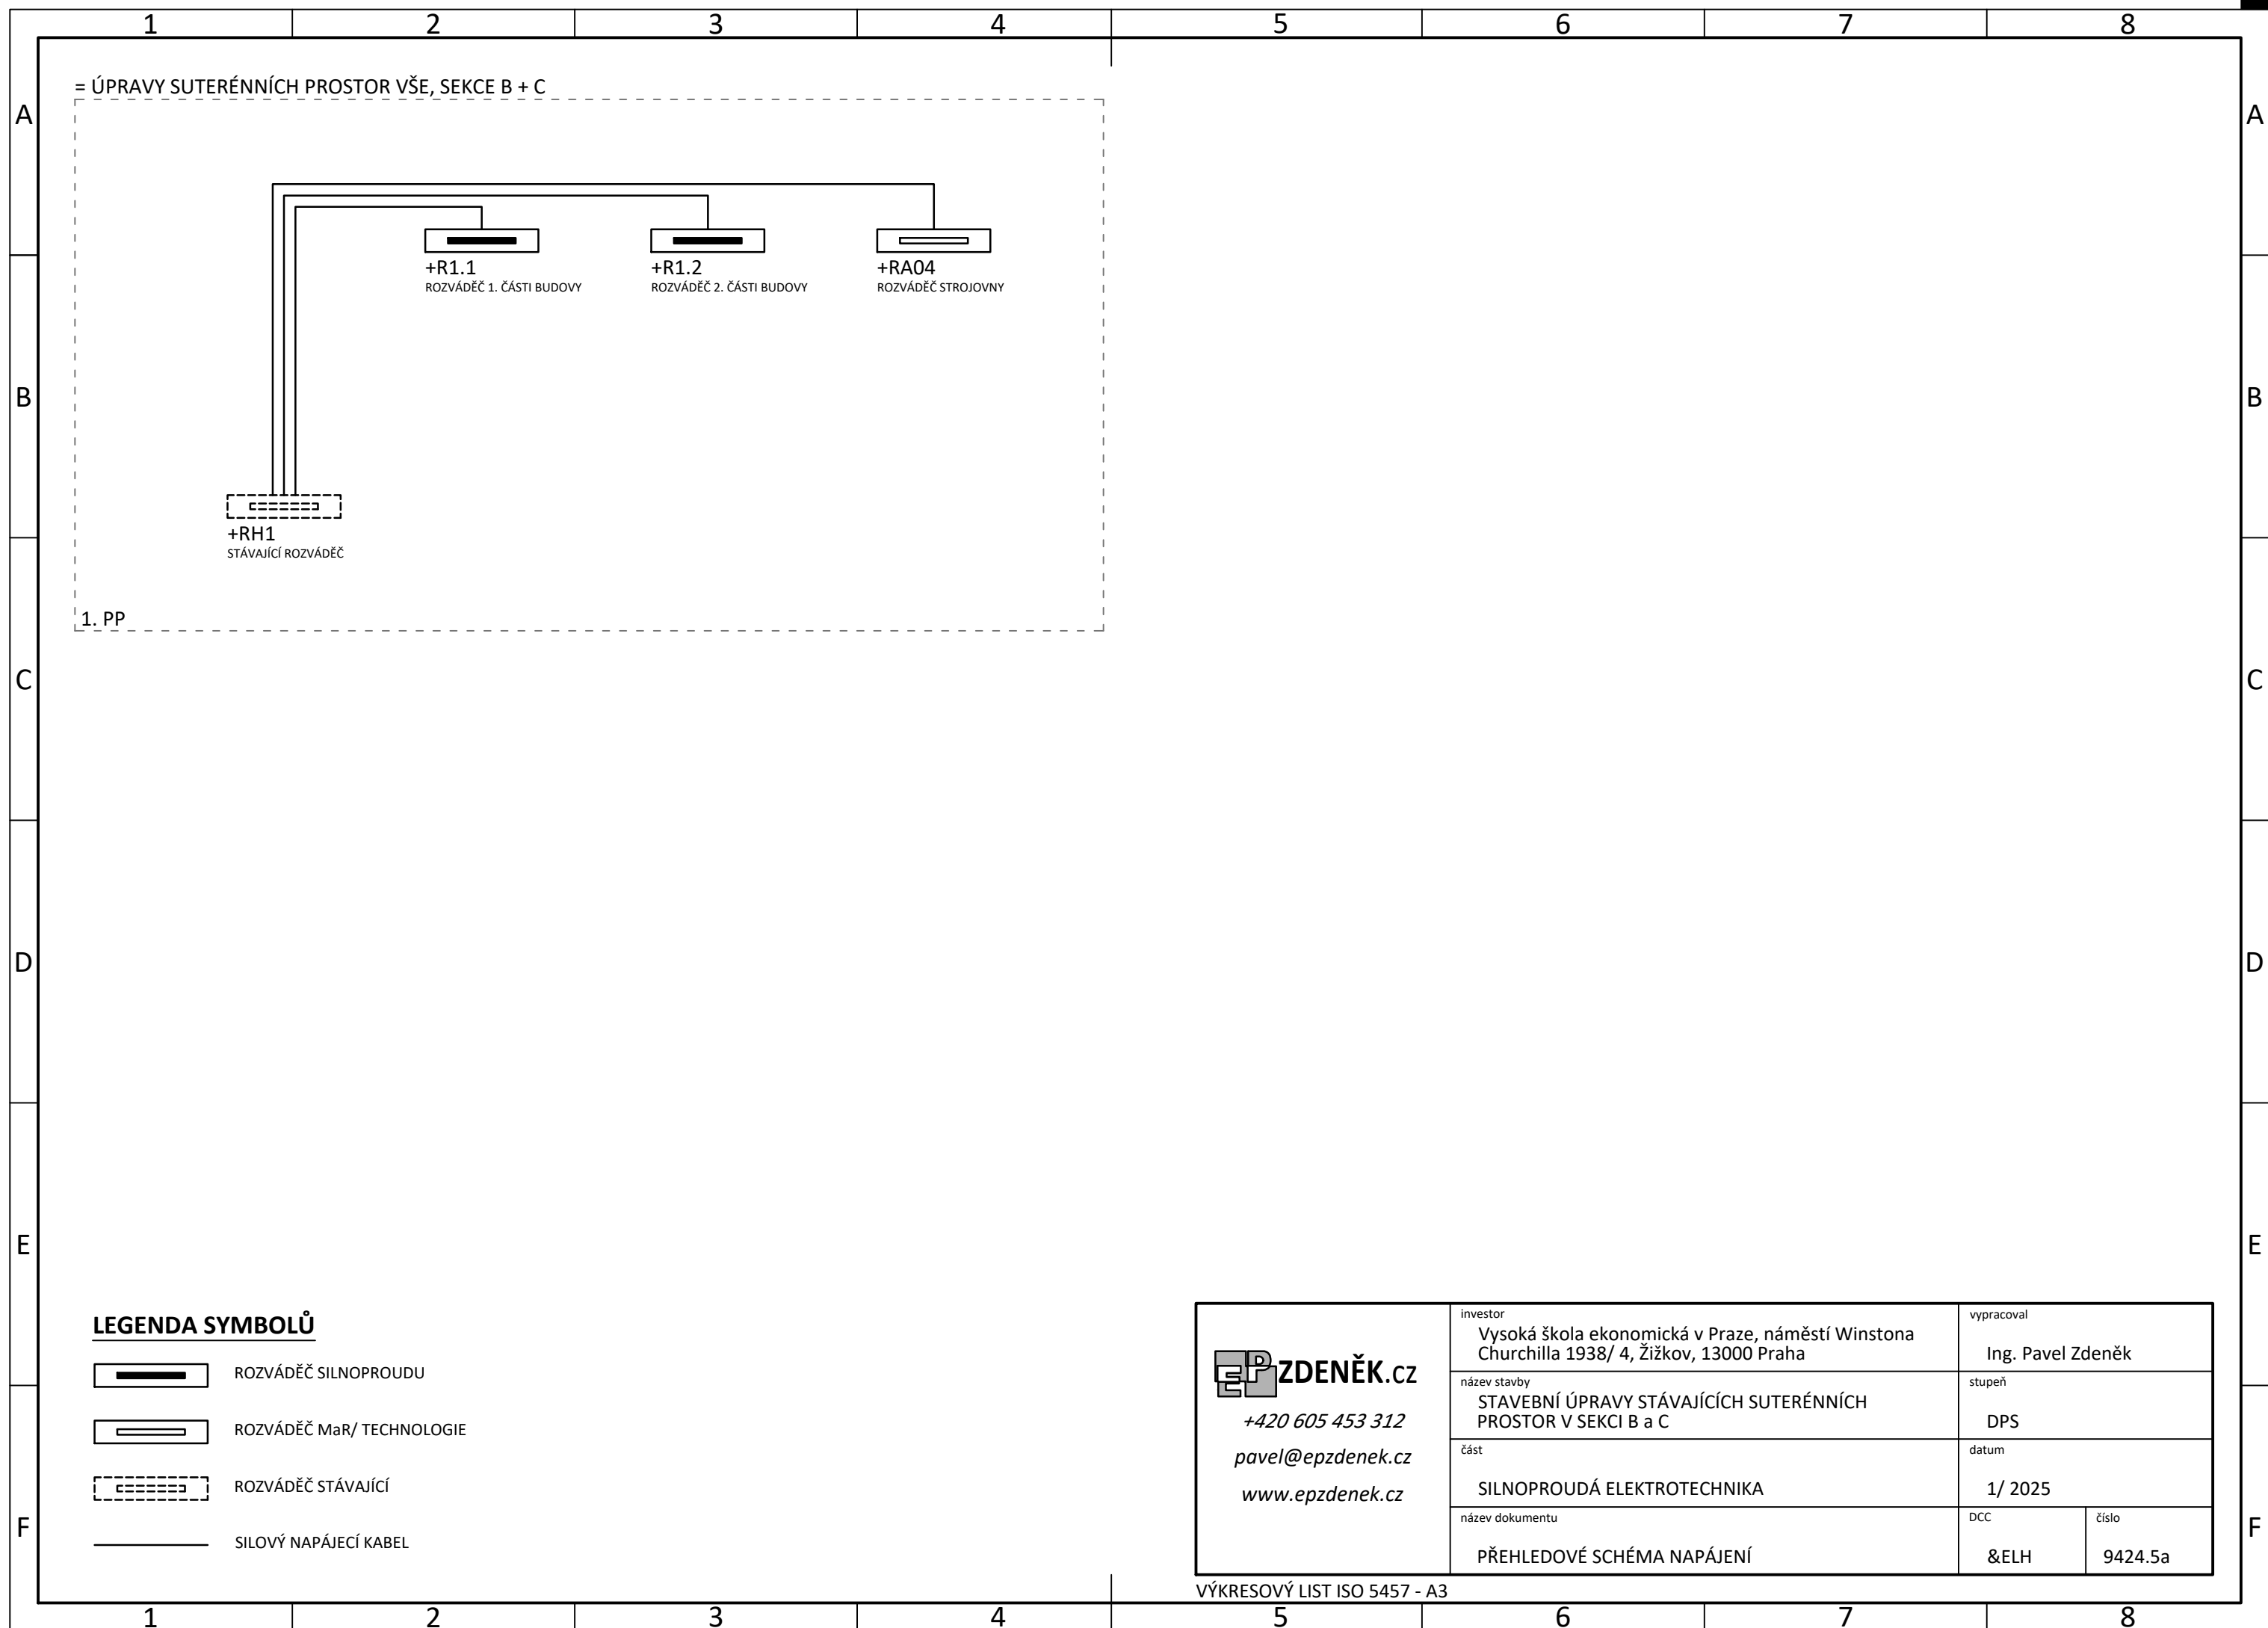 1 2 3 4 5 6 7 8
= ÚPRAVY SUTERÉNNÍCH PROSTOR VŠE, SEKCE B + C
A A
+R1.1 +R1.2 +RA04
ROZVÁDĚČ 1. ČÁSTI BUDOVY ROZVÁDĚČ 2. ČÁSTI BUDOVY ROZVÁDĚČ STROJOVNY
B B
+RH1
STÁVAJÍCÍ ROZVÁDĚČ
1. PP
C C
D D
E E
LEGENDA SYMBOLŮ
ROZVÁDĚČ SILNOPROUDU
ROZVÁDĚČ MaR/ TECHNOLOGIE
ROZVÁDĚČ STÁVAJÍCÍ
SILOVÝ NAPÁJECÍ KABEL
EPE ZDENĚK.cz
+420 605 453 312
pavel@epzdenek.cz
www.epzdenek.cz
investor
Vysoká škola ekonomická v Praze, náměstí Winstona
Churchilla 1938/ 4, Žižkov, 13000 Praha
vypracoval
Ing. Pavel Zdeněk
název stavby
STAVEBNÍ ÚPRAVY STÁVAJÍCÍCH SUTERÉNNÍCH
PROSTOR V SEKCI B a C
stupeň
DPS
část
SILNOPROUDÁ ELEKTROTECHNIKA
datum
1/ 2025
název dokumentu
PŘEHLEDOVÉ SCHÉMA NAPÁJENÍ
DCC
&ELH
číslo
9424.5a
F F
VÝKRESOVÝ LIST ISO 5457 - A3
1 2 3 4 5 6 7 8